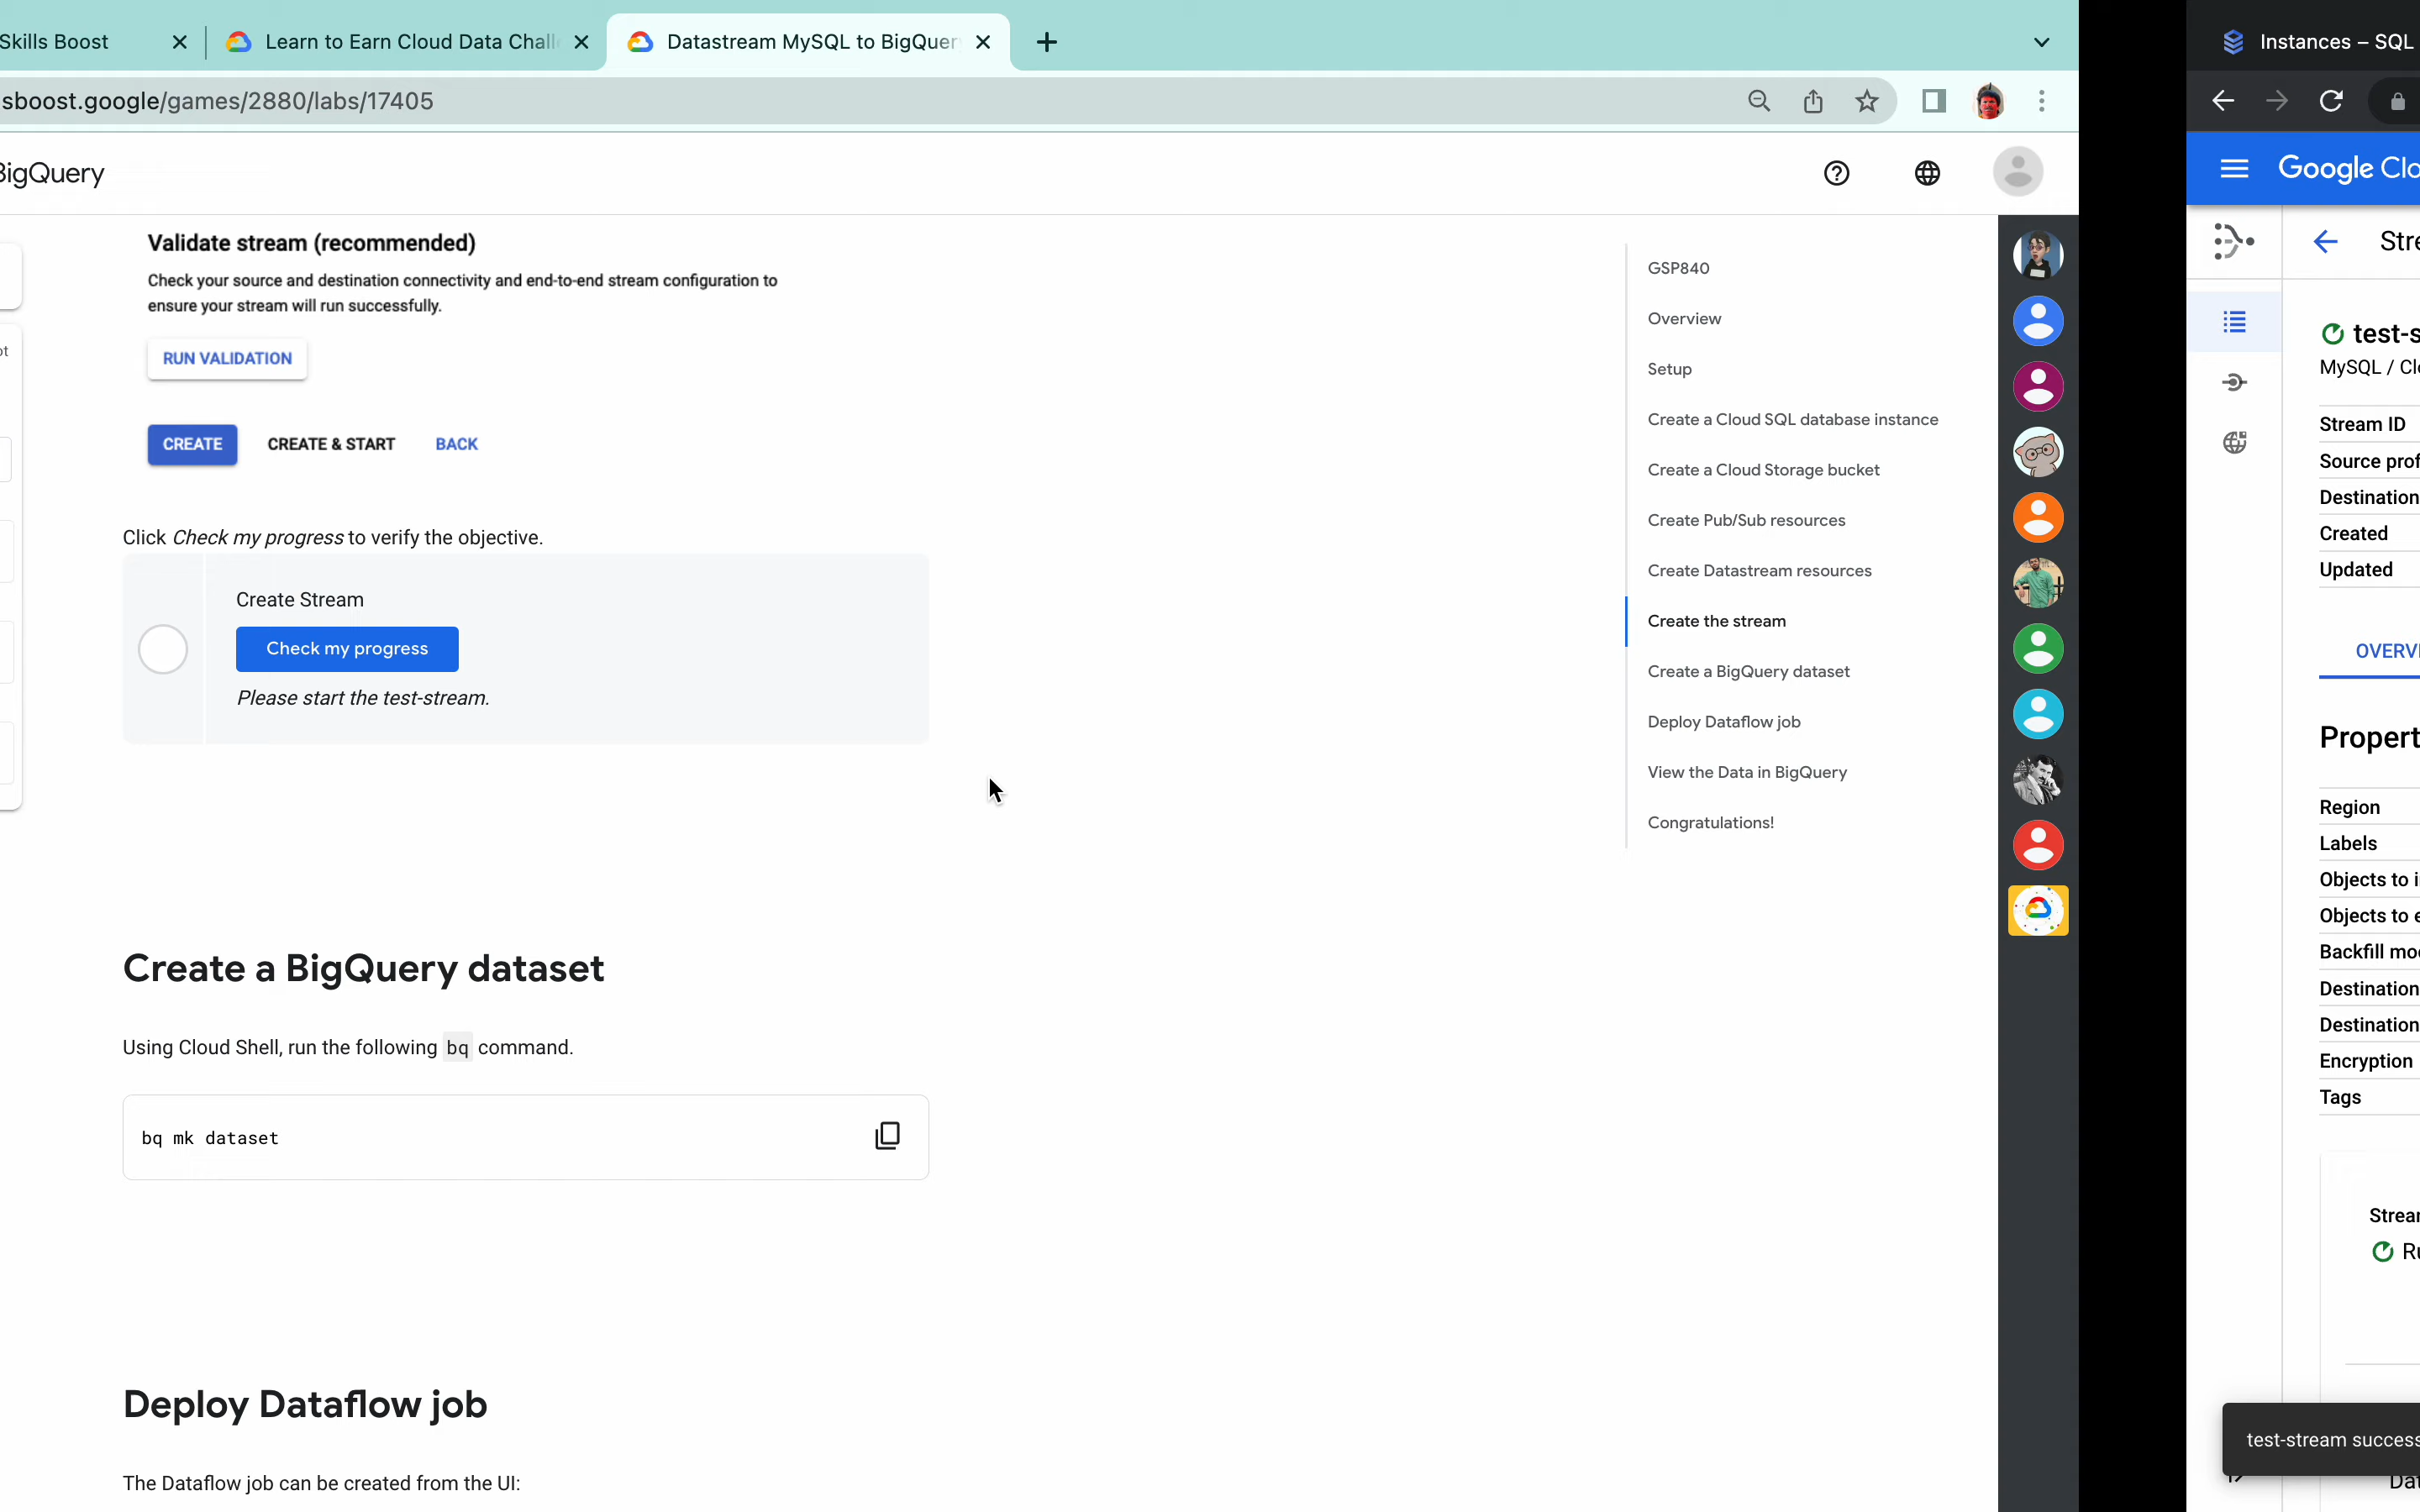 Skills Boost
Learn to Earn Cloud Data Chall
Datastream MySQL to BigQuer
sboost.google/games/2880/labs/17405
BigQuery
Validate stream (recommended)
Check your source and destination connectivity and end-to-end stream configuration to
ensure your stream will run successfully.
RUN VALIDATION
CREATE
CREATE & START
BACK
Click Check my progress to verify the objective.
Create Stream
Check my progress
Please start the test-stream.
Create a BigQuery dataset
Using Cloud Shell, run the following bq command.
bq mk dataset
Deploy Dataflow job
The Dataflow job can be created from the UI:
GSP840
Overview
Setup
Create a Cloud SQL database instance
Create a Cloud Storage bucket
Create Pub/Sub resources
Create Datastream resources
Create the stream
Create a BigQuery dataset
Deploy Dataflow job
View the Data in BigQuery
Congratulations!
Instances – SQL
Google Clo
Stre
test-s
MySQL / Cl
Stream ID
Source prof
Destination
Created
Updated
OVERVI
Propert
Region
Labels
Objects to i
Objects to e
Backfill mo
Destination
Destination
Encryption
Tags
Strear
Ru
test-stream success
Dat